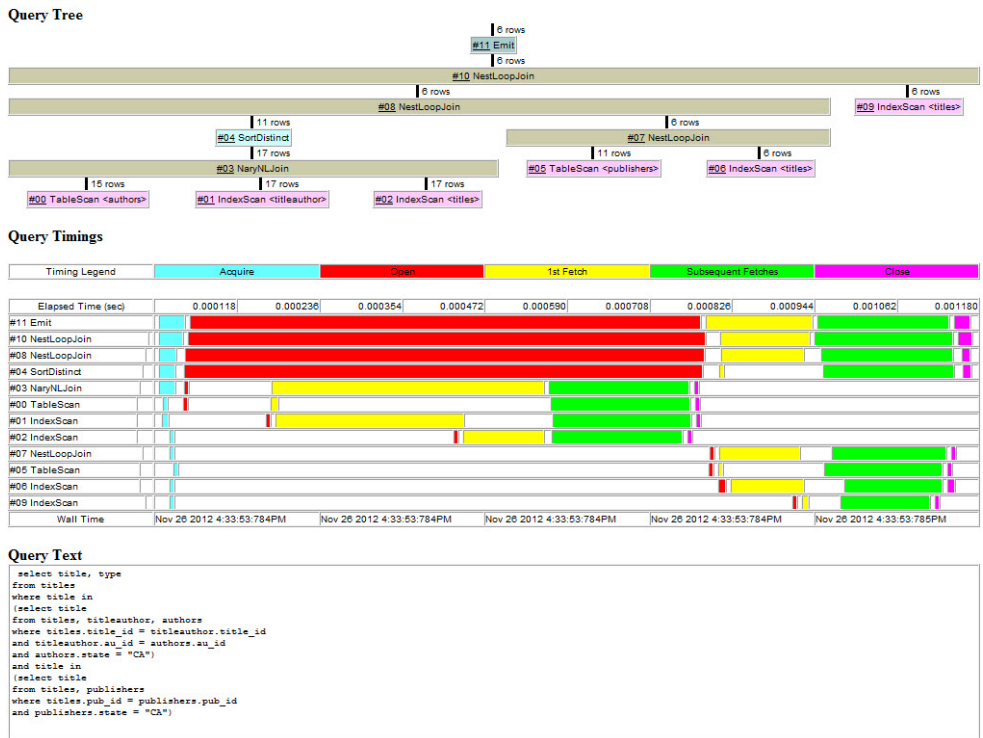 Query Tree
6 rows
#11 Emit
6 rows
#10 NestLoopJoin
6 rows
6 rows
#08 NestLoopJoin
#09 IndexScan <titles>
11 rows
6 rows
#04 SortDistinct
#07 NestLoopJoin
17 rows
11 rows
6 rows
#03 NaryNLJoin
#05 TableScan <publishers>
#06 IndexScan <titles>
15 rows
17 rows
17 rows
#00 TableScan <authors>
#01 IndexScan <titleauthor>
#02 IndexScan <titles>
Query Timings
Timing Legend Acquire Open 1st Fetch Subsequent Fetches Close
Elapsed Time (sec) 0.000118 0.000236 0.000354 0.000472 0.000590 0.000708 0.000826 0.000944 0.001062 0.001180
#11 Emit
#10 NestLoopJoin
#08 NestLoopJoin
#04 SortDistinct
#03 NaryNLJoin
#00 TableScan
#01 IndexScan
#02 IndexScan
#07 NestLoopJoin
#05 TableScan
#06 IndexScan
#09 IndexScan
Wall Time Nov 26 2012 4:33:53:784PM Nov 26 2012 4:33:53:784PM Nov 26 2012 4:33:53:784PM Nov 26 2012 4:33:53:784PM Nov 26 2012 4:33:53:785PM
Query Text
select title, type
from titles
where title in
(select title
from titles, titleauthor, authors
where titles.title_id = titleauthor.title_id
and titleauthor.au_id = authors.au_id
and authors.state = "CA")
and title in
(select title
from titles, publishers
where titles.pub_id = publishers.pub_id
and publishers.state = "CA")